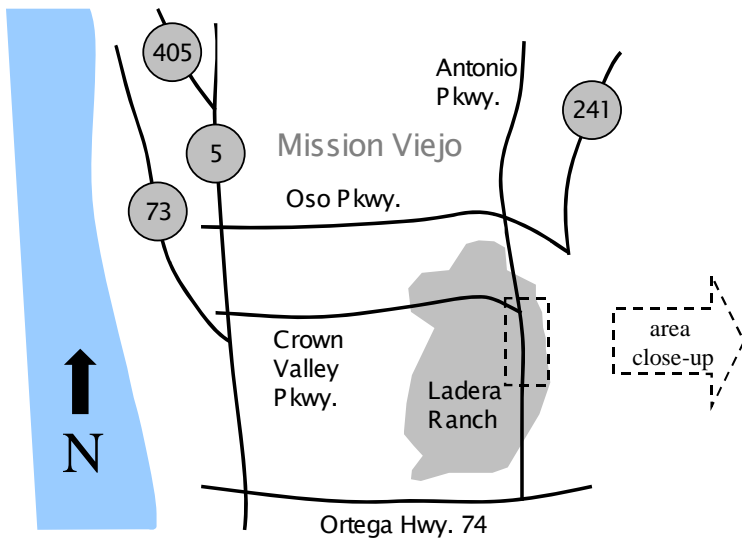 405
Antonio
Pkwy.
241
5
Mission Viejo
73
Oso Pkwy.
Crown
Valley
Pkwy.
area
close-up
Ladera
Ranch
N
Ortega Hwy. 74